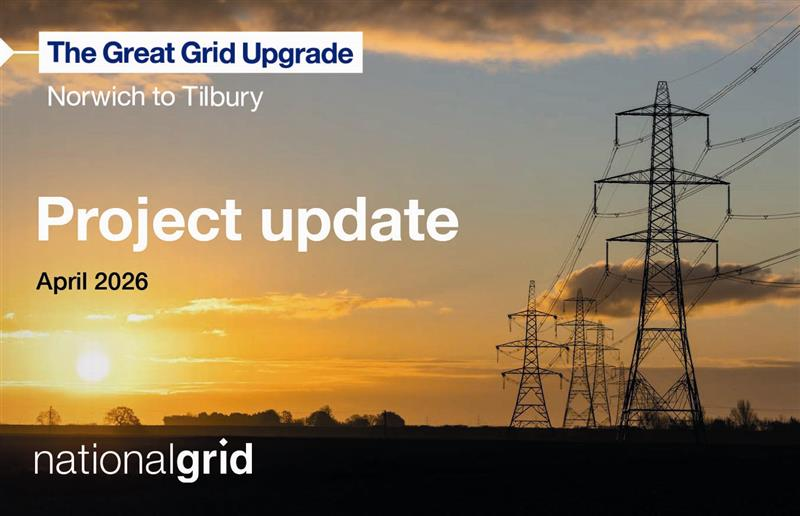 The Great Grid Upgrade
Norwich to Tilbury
Project update
April 2026
nationalgrid